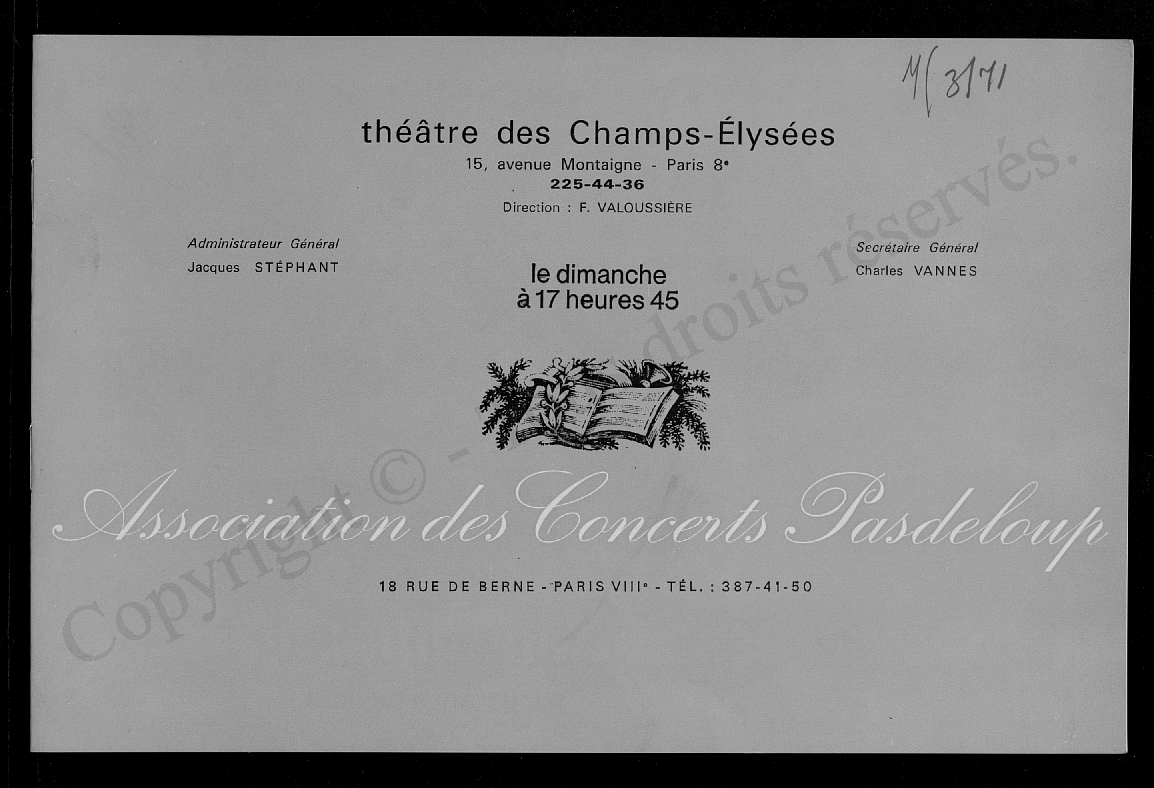 3/71
théâtre des Champs-Élysées
15, avenue Montaigne - Paris 8e
225-44-36
Direction : F. VALOUSSIÈRE
Administrateur Général
Jacques STÉPHANT
Secrétaire Général
Charles VANNES
le dimanche
à 17 heures 45
Association des Concerts Pasdeloup
18 RUE DE BERNE - PARIS VIIIe - TÉL. : 387-41-50
Copyright © - droits réservés.